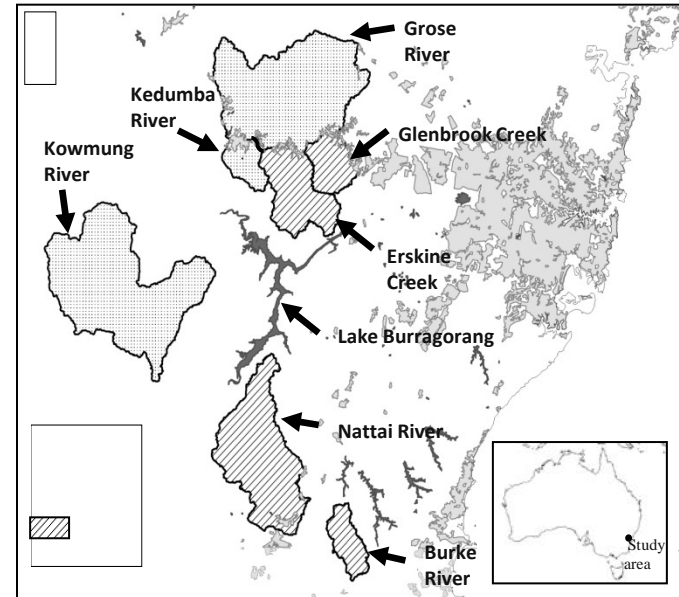 Grose
River
Kedumba
River
Glenbrook Creek
Kowmung
River
Erskine
Creek
Lake Burragorang
Nattai River
Study
area
Burke
River